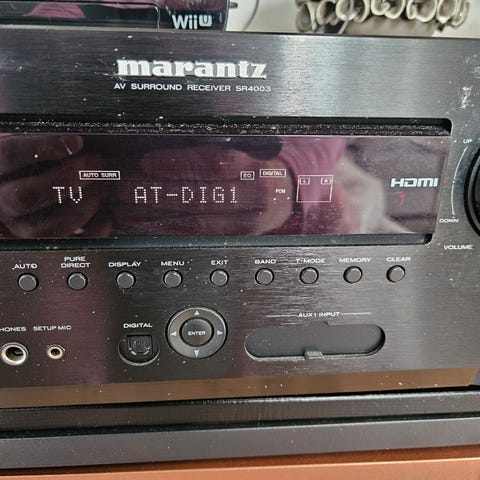 WiiU
marantz
AV SURROUND RECEIVER SR4003
AUTO SURR EQ DIGITAL
TV AT-DIG1 PCM L R
HDMI
UP
DOWN
VOLUME
AUTO PURE DIRECT DISPLAY MENU EXIT BAND T-MODE MEMORY CLEAR
HONES SETUP MIC DIGITAL ENTER AUX1 INPUT